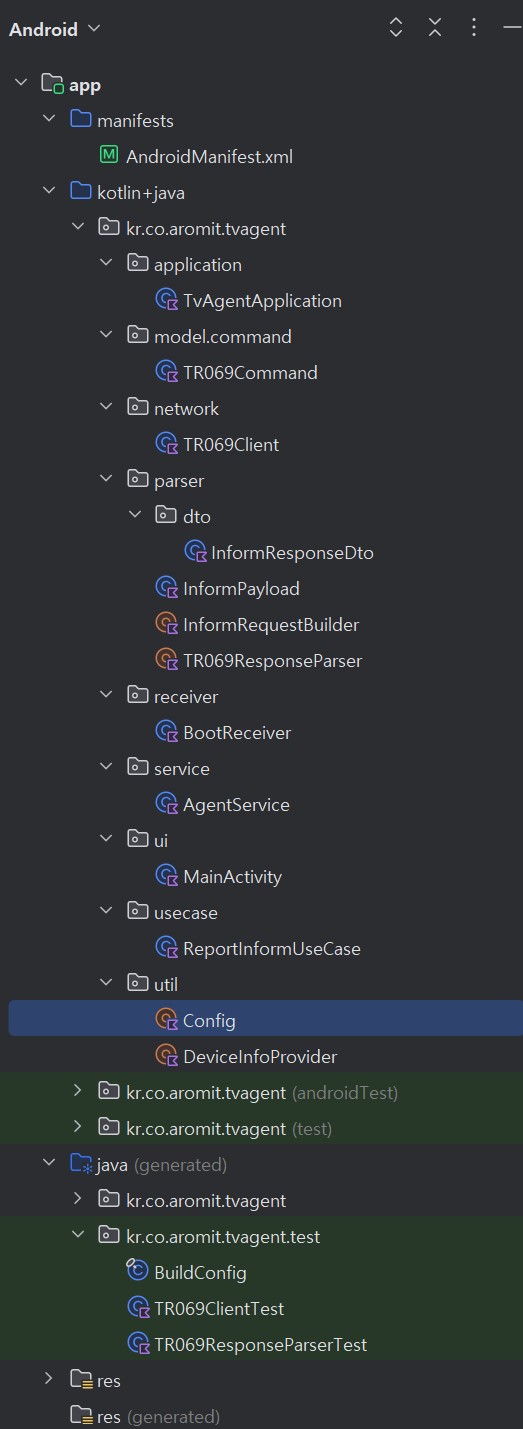 Android
app
manifests
AndroidManifest.xml
kotlin+java
kr.co.aromit.tvagent
application
TvAgentApplication
model.command
TR069Command
network
TR069Client
parser
dto
InformResponseDto
InformPayload
InformRequestBuilder
TR069ResponseParser
receiver
BootReceiver
service
AgentService
ui
MainActivity
usecase
ReportInformUseCase
util
Config
DeviceInfoProvider
kr.co.aromit.tvagent (androidTest)
kr.co.aromit.tvagent (test)
java (generated)
kr.co.aromit.tvagent
kr.co.aromit.tvagent.test
BuildConfig
TR069ClientTest
TR069ResponseParserTest
res
res (generated)